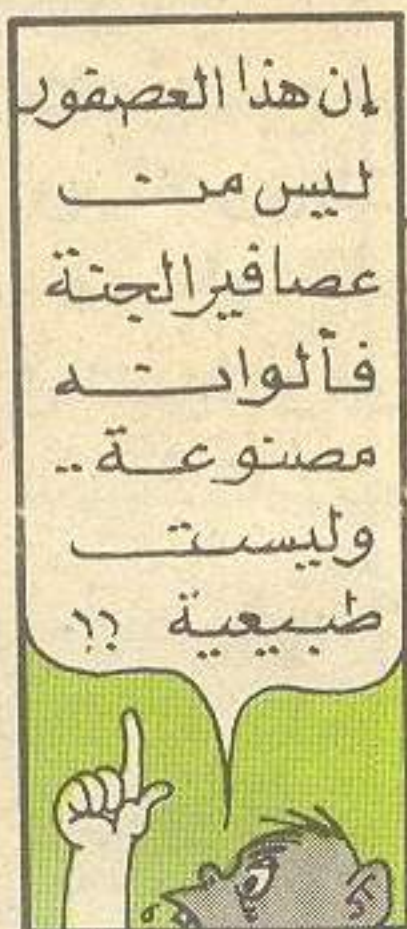 إن هذا العصفور
ليس من
عصافير الجنة
فألوانه
مصنوعة ..
وليست
طبيعية ؟!